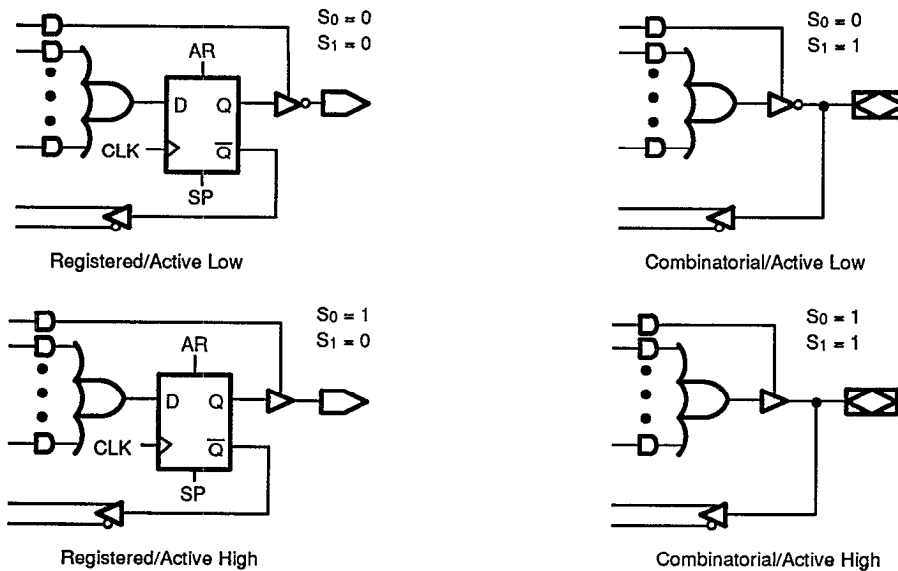 S0 = 0
S1 = 0
AR
D Q
CLK Q̅
SP
Registered/Active Low
S0 = 0
S1 = 1
Combinatorial/Active Low
S0 = 1
S1 = 0
AR
D Q
CLK Q̅
SP
Registered/Active High
S0 = 1
S1 = 1
Combinatorial/Active High